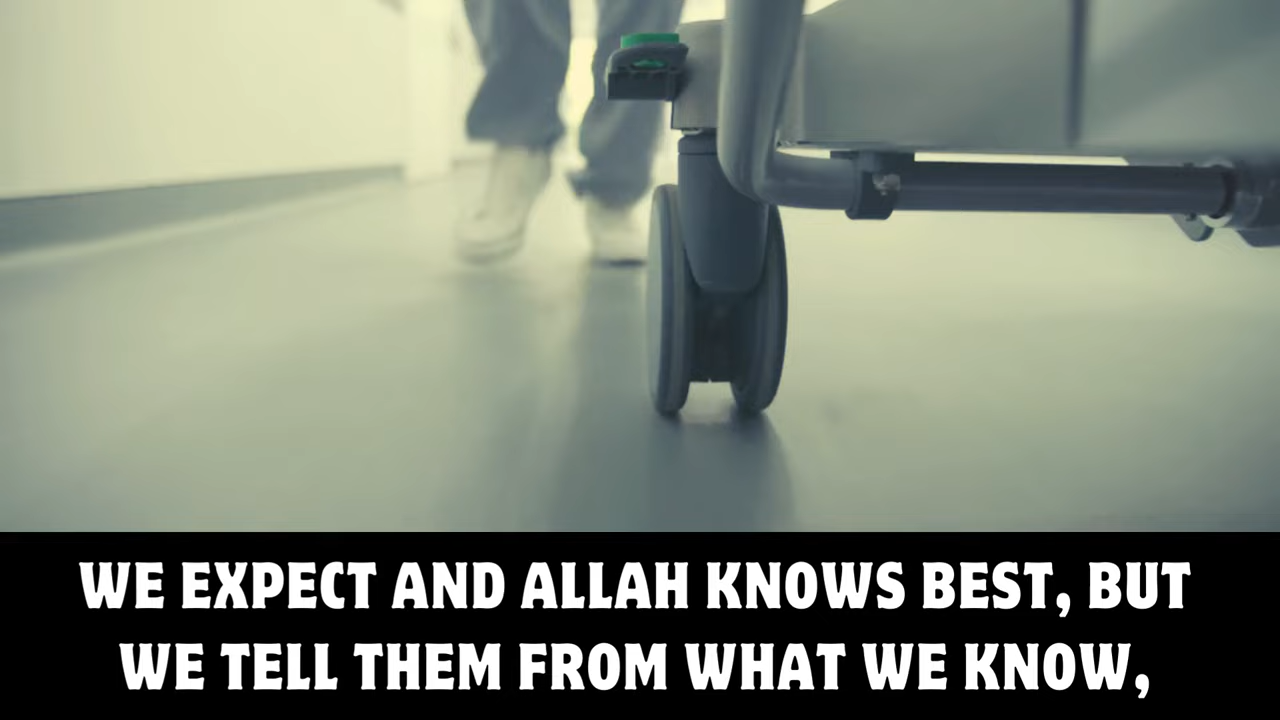 WE EXPECT AND ALLAH KNOWS BEST, BUT
WE TELL THEM FROM WHAT WE KNOW,